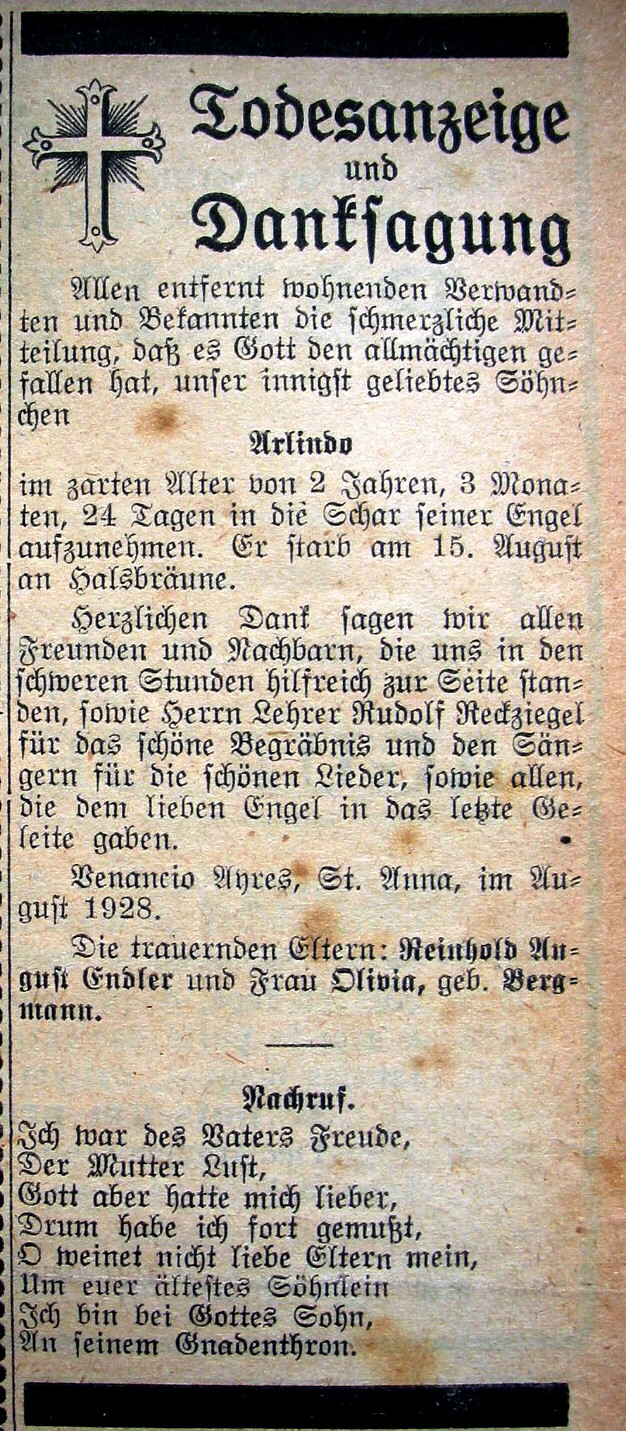 Todesanzeige
und
Danksagung
Allen entfernt wohnenden Verwand-
ten und Bekannten die schmerzliche Mit-
teilung, daß es Gott den allmächtigen ge-
fallen hat, unser innigst geliebtes Söhn-
chen
Arlindo
im zarten Alter von 2 Jahren, 3 Mona-
ten, 24 Tagen in die Schar seiner Engel
aufzunehmen. Er starb am 15. August
an Halsbräune.
Herzlichen Dank sagen wir allen
Freunden und Nachbarn, die uns in den
schweren Stunden hilfreich zur Seite stan-
den, sowie Herrn Lehrer Rudolf Reckziegel
für das schöne Begräbnis und den Sän-
gern für die schönen Lieder, sowie allen,
die dem lieben Engel in das letzte Ge-
leite gaben.
Venancio Ayres, St. Anna, im Au-
gust 1928.
Die trauernden Eltern: Reinhold Au-
gust Endler und Frau Olivia, geb. Berg-
mann.
Nachruf.
Ich war des Vaters Freude,
Der Mutter Lust,
Gott aber hatte mich lieber,
Drum habe ich fort gemußt,
O weinet nicht liebe Eltern mein,
Um euer ältestes Söhnlein
Ich bin bei Gottes Sohn,
An seinem Gnadenthron.